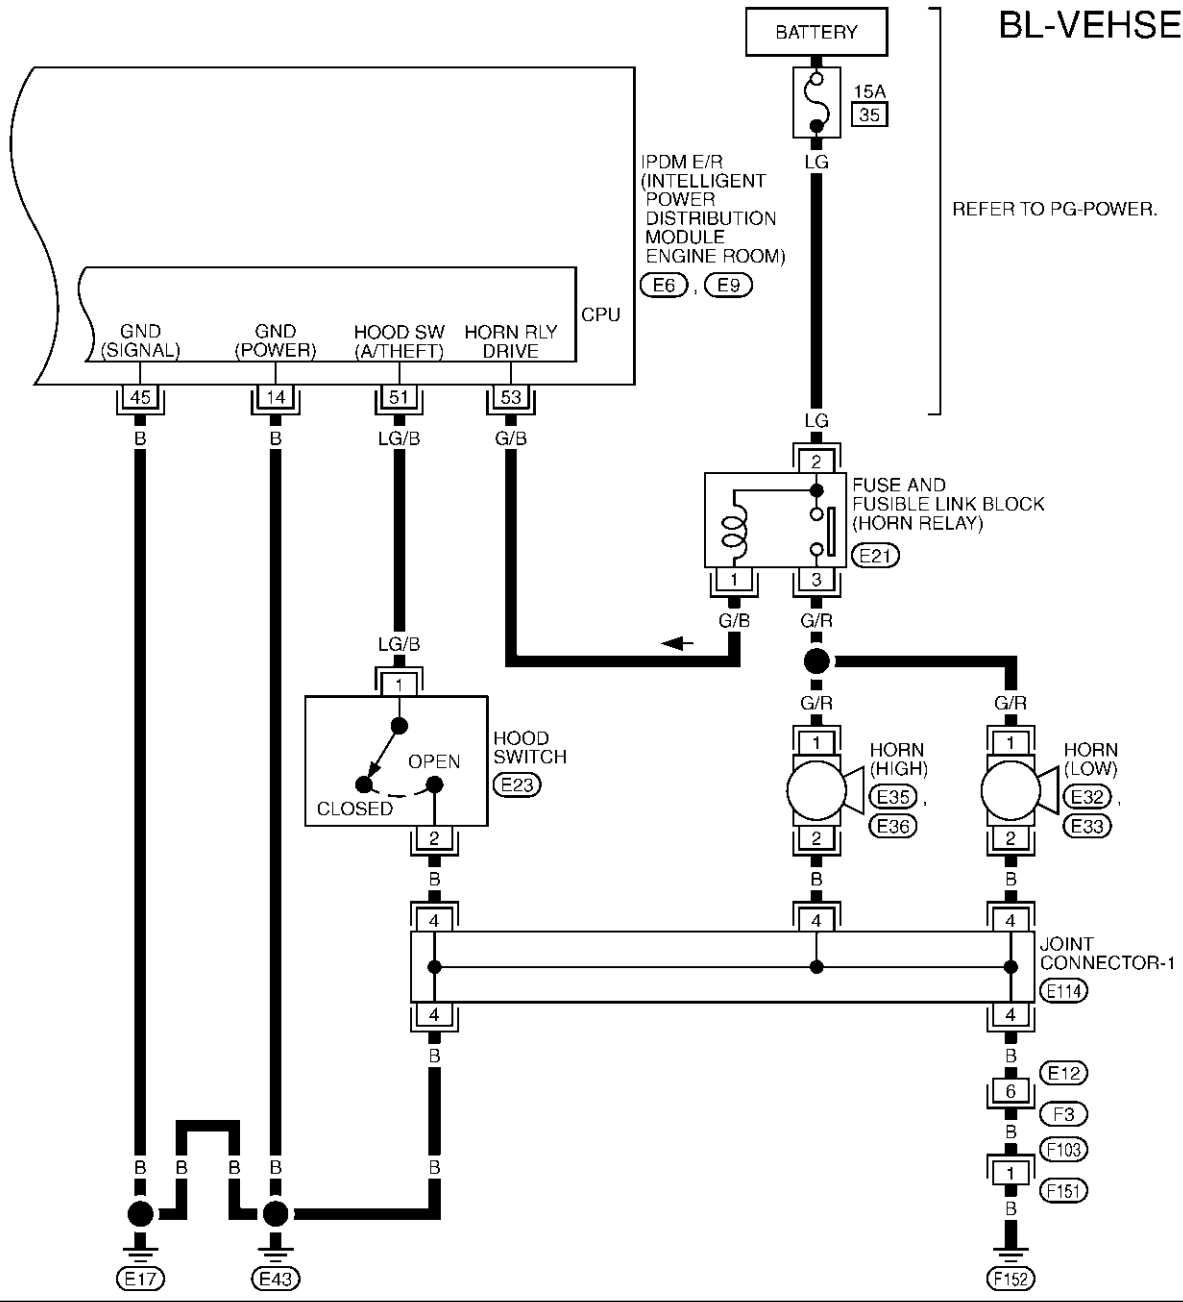 BL-VEHSE
BATTERY
15A
35
LG
REFER TO PG-POWER.
IPDM E/R
(INTELLIGENT
POWER
DISTRIBUTION
MODULE
ENGINE ROOM)
E6 , E9
CPU
GND
(SIGNAL)
GND
(POWER)
HOOD SW
(A/THEFT)
HORN RLY
DRIVE
45 14 51 53
B B LG/B G/B
LG
2
FUSE AND
FUSIBLE LINK BLOCK
(HORN RELAY)
E21
1 3
G/B G/R
LG/B
1
HOOD
SWITCH
E23
OPEN
CLOSED
2
B
G/R G/R
1 1
HORN
(HIGH)
E35 ,
E36
HORN
(LOW)
E32 ,
E33
2 2
B B
4 4 4
JOINT
CONNECTOR-1
E114
4 4
B B
E12
6
F3
B
F103
1
F151
B
B B B B B
E17 E43 F152